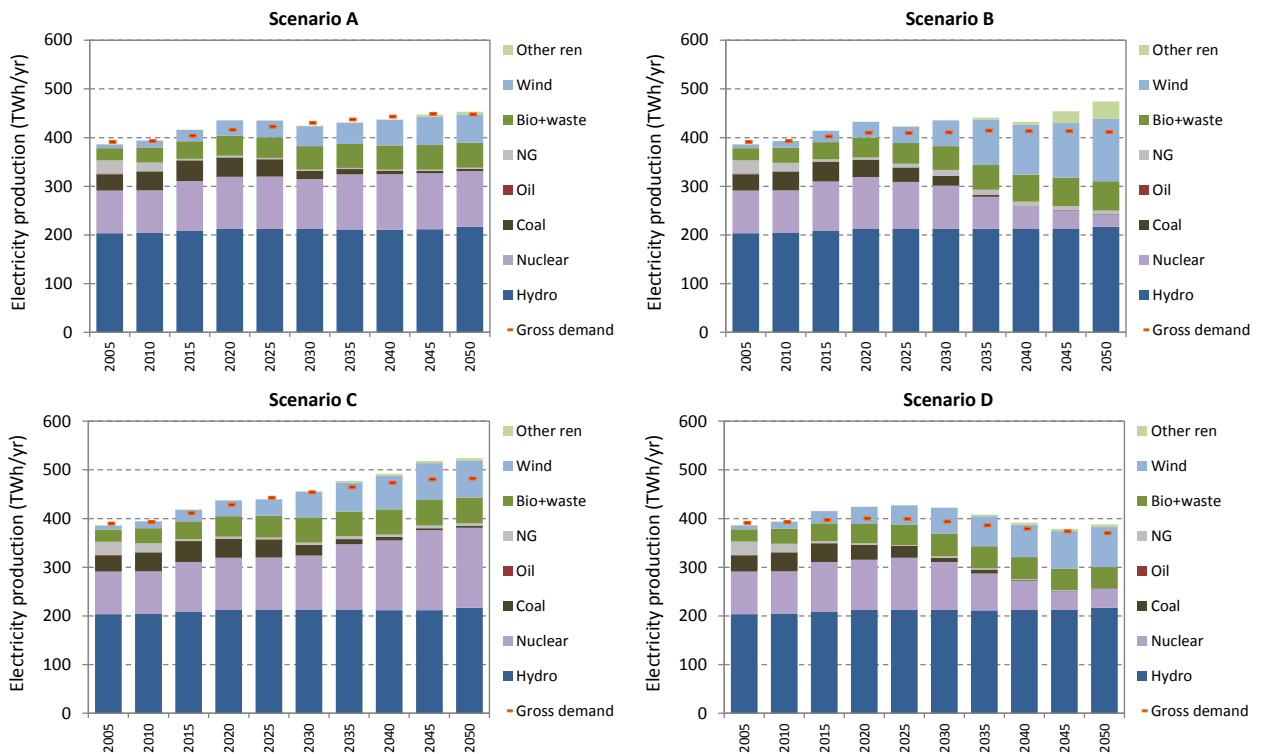 Scenario A
Electricity production (TWh/yr)
600
500
400
300
200
100
0
2005 2010 2015 2020 2025 2030 2035 2040 2045 2050
Other ren
Wind
Bio+waste
NG
Oil
Coal
Nuclear
Hydro
Gross demand
Scenario B
Electricity production (TWh/yr)
600
500
400
300
200
100
0
2005 2010 2015 2020 2025 2030 2035 2040 2045 2050
Other ren
Wind
Bio+waste
NG
Oil
Coal
Nuclear
Hydro
Gross demand
Scenario C
Electricity production (TWh/yr)
600
500
400
300
200
100
0
2005 2010 2015 2020 2025 2030 2035 2040 2045 2050
Other ren
Wind
Bio+waste
NG
Oil
Coal
Nuclear
Hydro
Gross demand
Scenario D
Electricity production (TWh/yr)
600
500
400
300
200
100
0
2005 2010 2015 2020 2025 2030 2035 2040 2045 2050
Other ren
Wind
Bio+waste
NG
Oil
Coal
Nuclear
Hydro
Gross demand